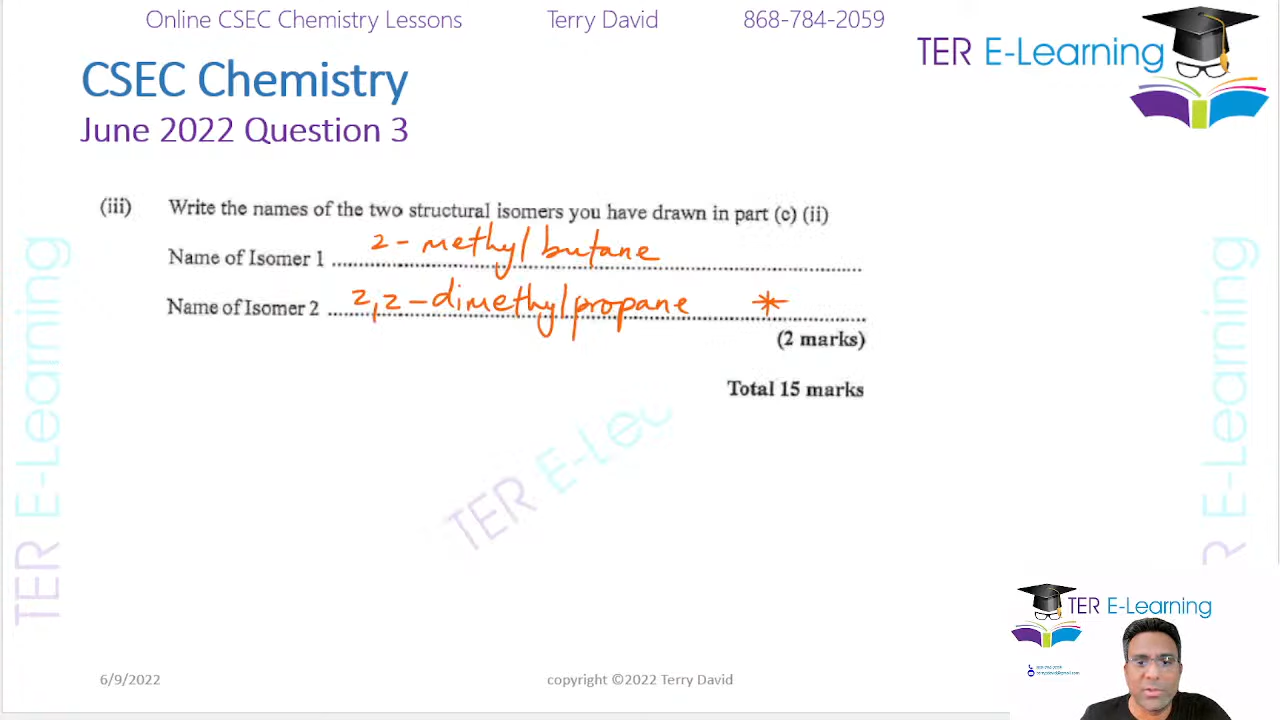 Online CSEC Chemistry Lessons Terry David 868-784-2059
TER E-Learning
CSEC Chemistry
June 2022 Question 3
(iii) Write the names of the two structural isomers you have drawn in part (c) (ii)
Name of Isomer 1 2-methylbutane
Name of Isomer 2 2,2-dimethylpropane *
(2 marks)
Total 15 marks
TER E-Learning
TER E-Learning
TER E-Learning
TER E-Learning
6/9/2022 copyright ©2022 Terry David